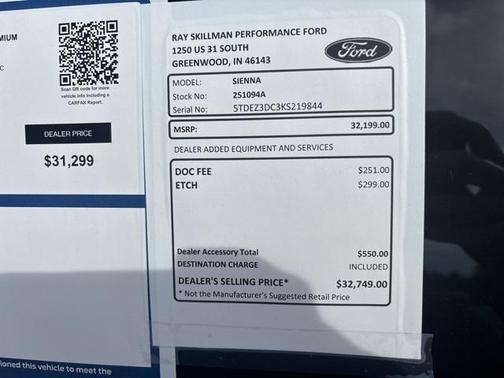 MIUM
C
Scan QR code for more
vehicle info including a
CARFAX Report.
DEALER PRICE
$31,299
RAY SKILLMAN PERFORMANCE FORD
1250 US 31 SOUTH
GREENWOOD, IN 46143
Ford
MODEL: SIENNA
Stock No: 251094A
Serial No: 5TDEZ3DC3KS219844
MSRP: 32,199.00
DEALER ADDED EQUIPMENT AND SERVICES
DOC FEE $251.00
ETCH $299.00
Dealer Accessory Total $550.00
DESTINATION CHARGE INCLUDED
DEALER'S SELLING PRICE* $32,749.00
* Not the Manufacturer's Suggested Retail Price
ioned this vehicle to meet the